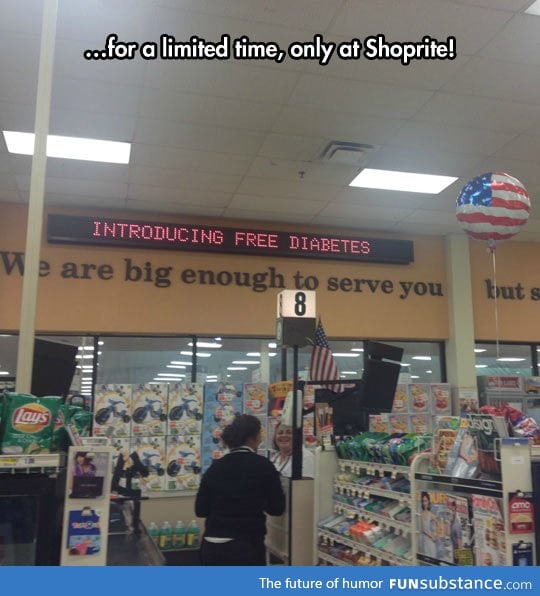 ...for a limited time, only at Shoprite!
INTRODUCING FREE DIABETES
We are big enough to serve you
but s
8
Lay's
amc
The future of humor FUNsubstance.com